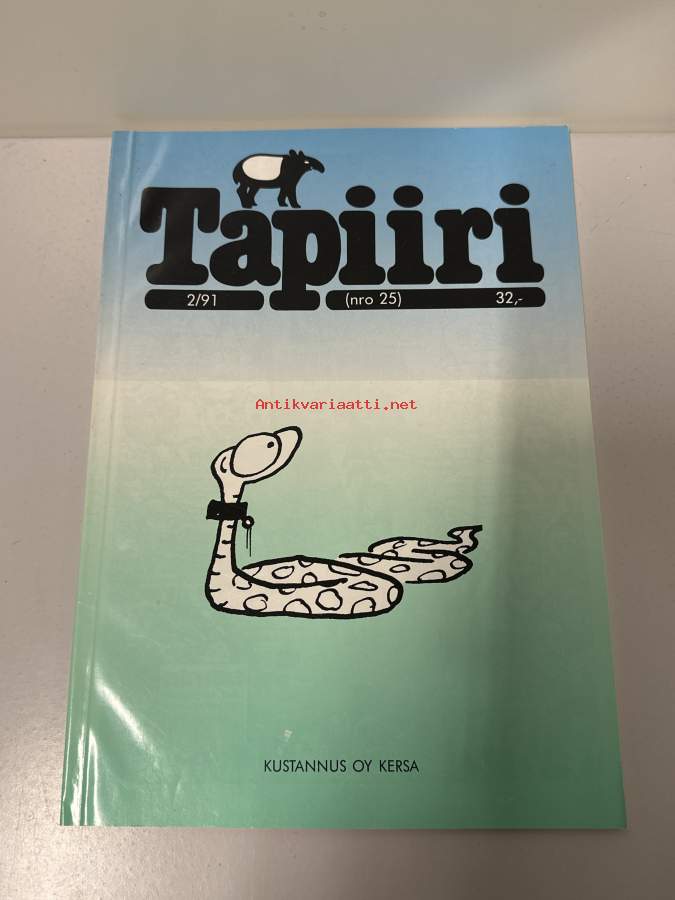 Tapiiri
2/91 (nro 25) 32,-
Antikvariaatti.net
KUSTANNUS OY KERSA